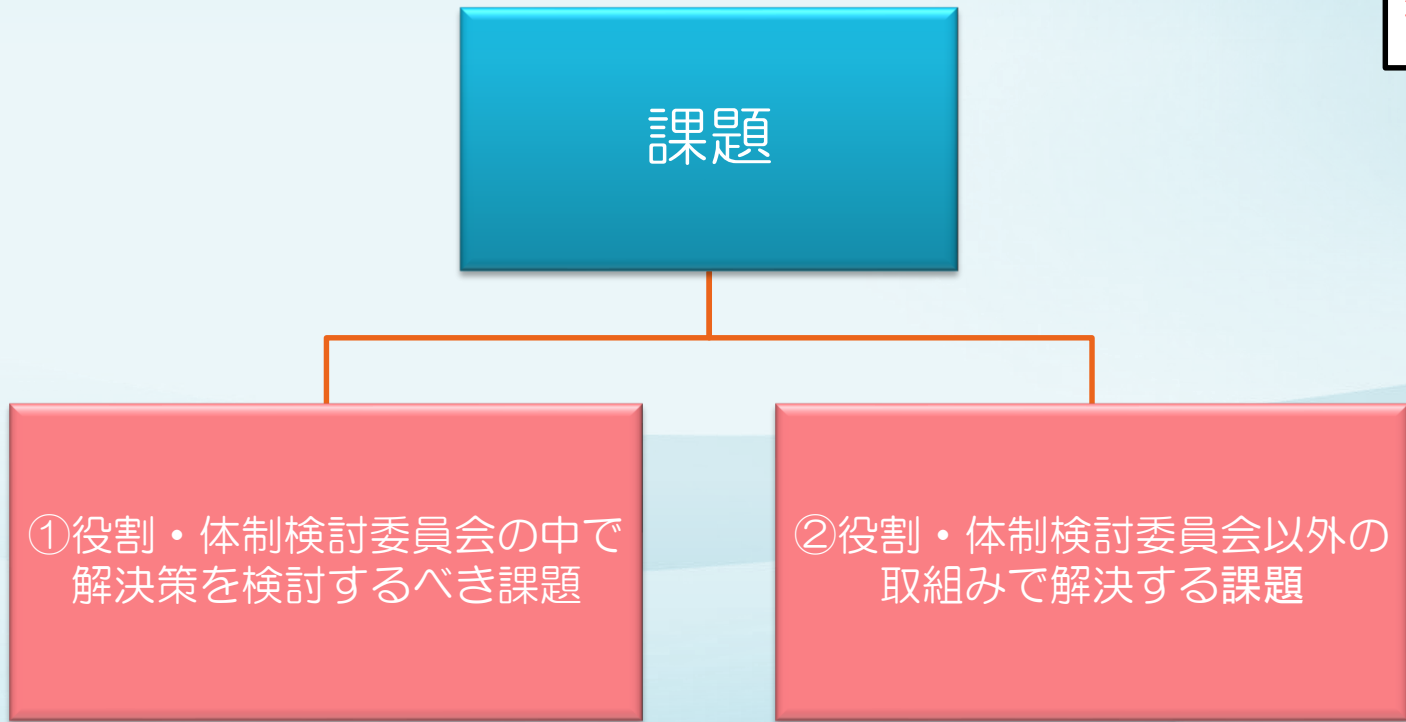 課題
①役割・体制検討委員会の中で
解決策を検討するべき課題
②役割・体制検討委員会以外の
取組みで解決する課題